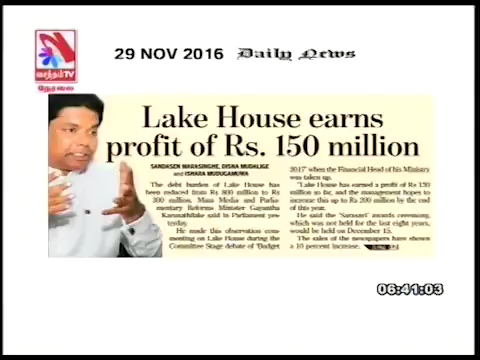 29 NOV 2016 Daily News
வசந்தம்TV
நேரலை
Lake House earns
profit of Rs. 150 million
SANDASEN MARASINGHE, DISNA MUDALIGE
and ISHARA MUDUGAMUWA
The debt burden of Lake House has
been reduced from Rs 800 million to Rs
300 million, Mass Media and Parlia-
mentary Reforms Minister Gayantha
Karunathilake said in Parliament yes-
terday.
He made this observation com-
menting on Lake House during the
Committee Stage debate of 'Budget
2017' when the Financial Head of his Ministry
was taken up.
"Lake House has earned a profit of Rs 150
million so far, and the management hopes to
increase this up to Rs 200 million by the end
of this year.
He said the 'Sarasavi' awards ceremony,
which was not held for the last eight years,
would be held on December 15.
The sales of the newspapers have shown
a 10 percent increase.
06:41:03